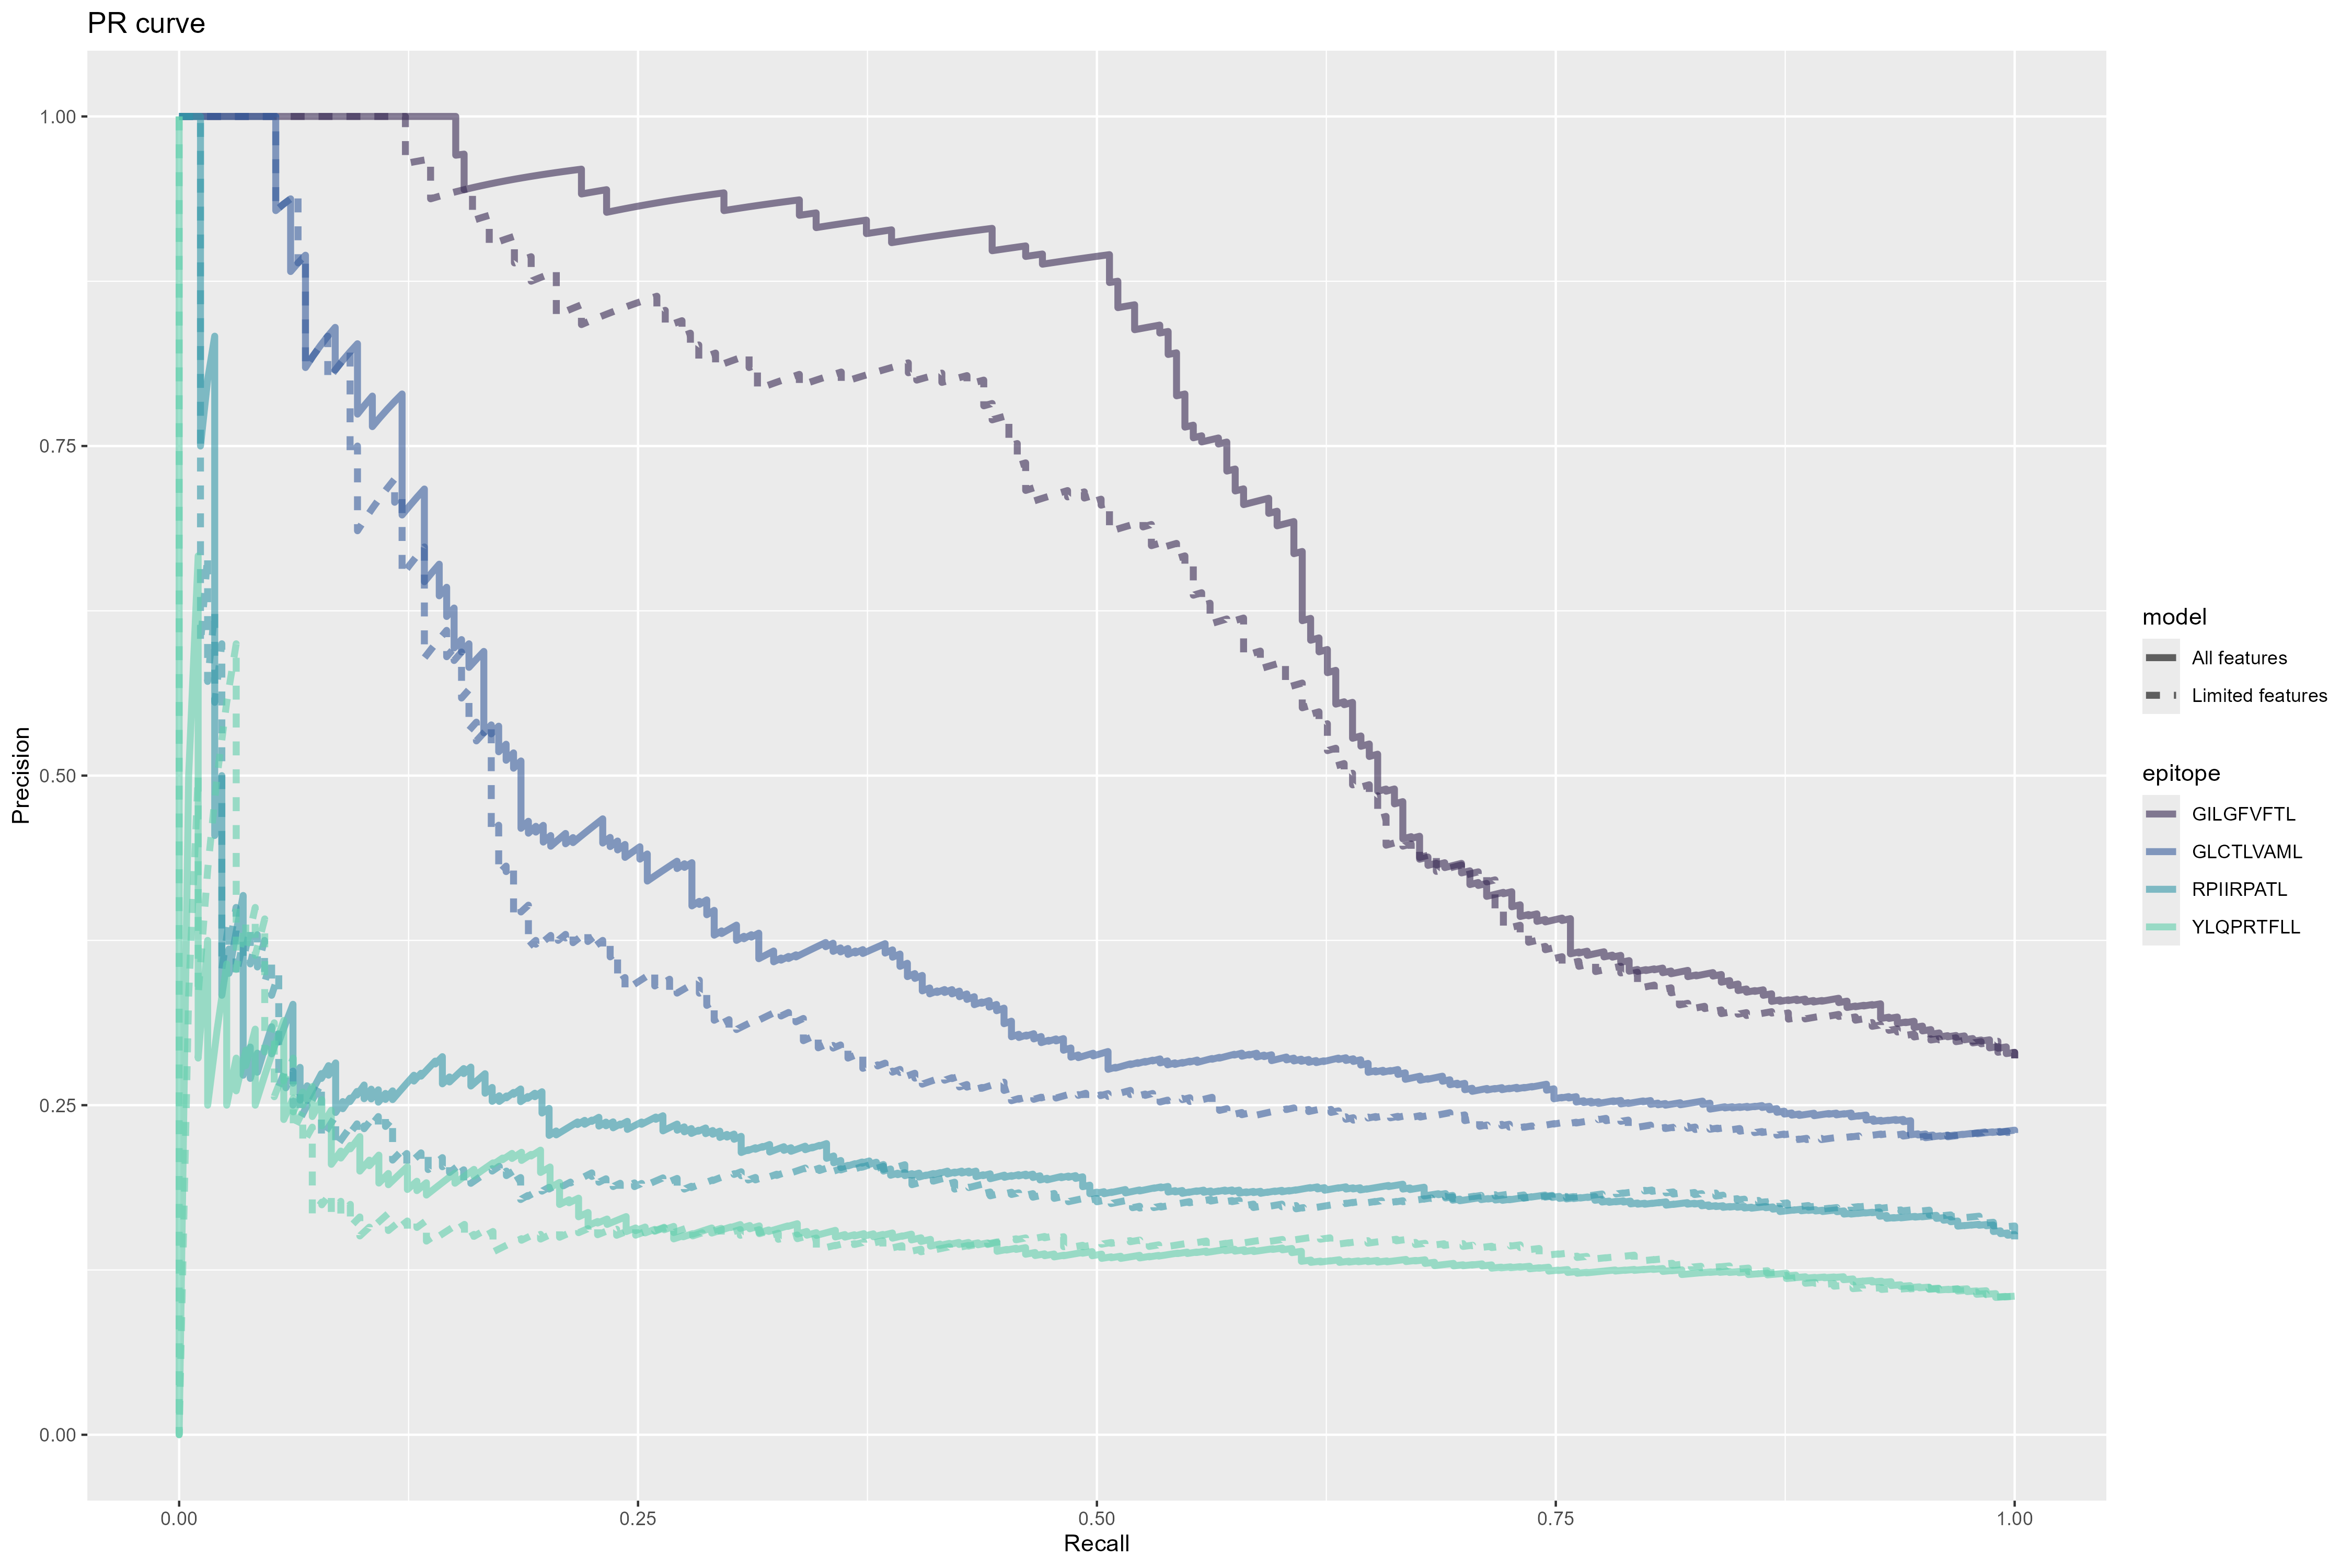 PR curve
1.00
0.75
0.50
0.25
0.00
Precision
0.00
0.25
0.50
0.75
1.00
Recall
model
All features
Limited features
epitope
GILGFVFTL
GLCTLVAML
RPIIRPATL
YLQPRTFLL